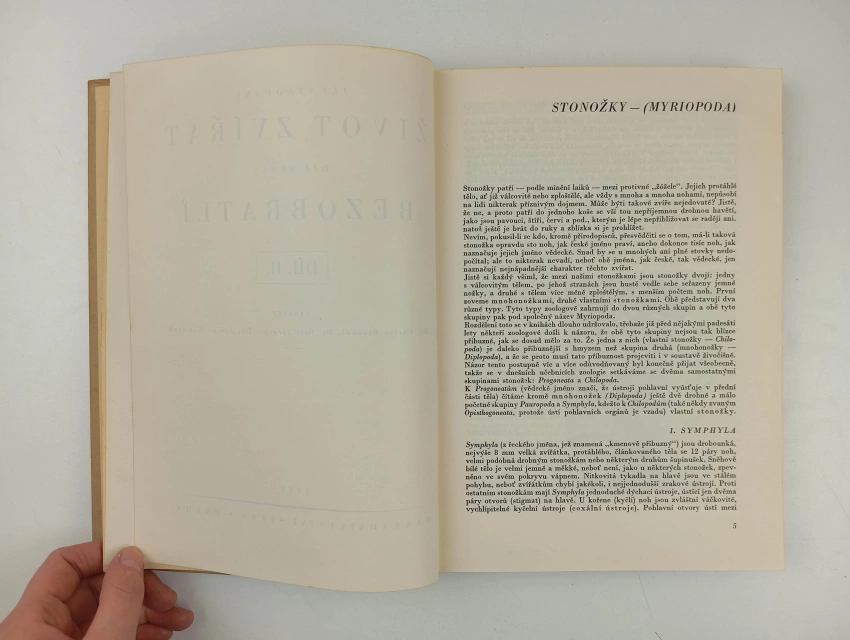 ŽIVOT ZVÍŘAT
BEZOBRATLÍ
DÍL II
STONOŽKY — (MYRIOPODA)
Stonožky patří — podle mínění laiků — mezi protivné „žóžele“. Jejich protáhlé
tělo, ať již válcovité nebo zploštělé, ale vždy s mnoha a mnoha nohami, nepůsobí
na lidi nikterak příznivým dojmem. Může býti takové zvíře nejedovaté? Jistě,
že ne, a proto patří do jednoho koše se vší tou nepříjemnou drobnou havětí,
jako jsou pavouci, štíři, červi a pod., kterým je lépe nepřibližovat se raději ani,
natož ještě je brát do ruky a zblízka si je prohlížet.
Nevím, pokusil-li se kdo, kromě přírodopisců, přesvědčiti se o tom, má-li taková
stonožka opravdu sto noh, jak české jméno praví, anebo dokonce tisíc noh, jak
naznačuje jejich jméno vědecké. Snad by se u mnohých ani plné stovky nedo-
počítal; ale to nikterak nevadí, neboť obě jména, jak české, tak vědecké, jen
naznačují nejnápadnější charakter těchto zvířat.
Jistě si každý všiml, že mezi našimi stonožkami jsou stonožky dvojí: jedny
s válcovitým tělem, po jehož stranách jsou hustě vedle sebe seřazeny jemné
nožky, a druhé s tělem více méně zploštělým, s menším počtem noh. První
zoveme mnohonožkami, druhé vlastními stonožkami. Obě představují dva
různé typy. Tyto typy zoologové zahrnují do dvou různých skupin a obě tyto
skupiny pak pod společný název Myriopoda.
Rozdělení toto se v knihách dlouho udržovalo, třebaže již před nějakými padesáti
lety někteří zoologové došli k názoru, že obě tyto skupiny nejsou tak blízce
příbuzné, jak se dosud mělo za to. Že jedna z nich (vlastní stonožky — Chilo-
poda) je daleko příbuznější s hmyzem než skupina druhá (mnohonožky —
Diplopoda), a že se proto musí tato příbuznost projeviti i v soustavě živočišné.
Názor tento postupně víc a více odůvodňovaný byl konečně přijat všeobecně,
takže se v dnešních učebnicích zoologie setkáváme se dvěma samostatnými
skupinami stonožek: Progoneata a Chilopoda.
K Progoneatám (vědecké jméno značí, že ústrojí pohlavní vyúsťuje v přední
části těla) čítáme kromě mnohonožek (Diplopoda) ještě dvě drobné a málo
početné skupiny Pauropoda a Symphyla, kdežto k Chilopodům (také někdy zvaným
Opisthogoneata, protože ústí pohlavních orgánů je vzadu) vlastní stonožky.
1. SYMPHYLA
Symphyla (z řeckého jména, jež znamená „kmenově příbuzný“) jsou drobounká,
nejvýše 8 mm velká zvířátka, protáhlého, článkovaného těla se 12 páry noh,
velmi podobná drobným stonožkám nebo některým druhům šupinušek. Sněhově
bílé tělo je velmi jemné a měkké, neboť není, jako u některých stonožek, zpev-
něno ve svém pokryvu vápnem. Nitkovitá tykadla na hlavě jsou ve stálém
pohybu, neboť zvířátkům chybí jakékoli, i nejjednodušší zrakové ústrojí. Proti
ostatním stonožkám mají Symphyla jednoduché dýchací ústroje, ústící jen dvěma
páry otvorů (stigmat) na hlavě. U kořene (kyčlí) noh jsou zvláštní váčkovité,
vychlípitelné kyčelní ústroje (coxální ústroje). Pohlavní otvory ústí mezi
5